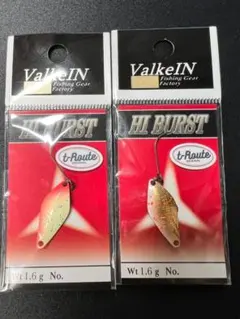 ValkeIN
Fishing Gear
Factory
HI BURST
t-Route
Wt 1.6 g No.
ValkeIN
Fishing Gear
Factory
HI BURST
t-Route
Wt 1.6 g No.